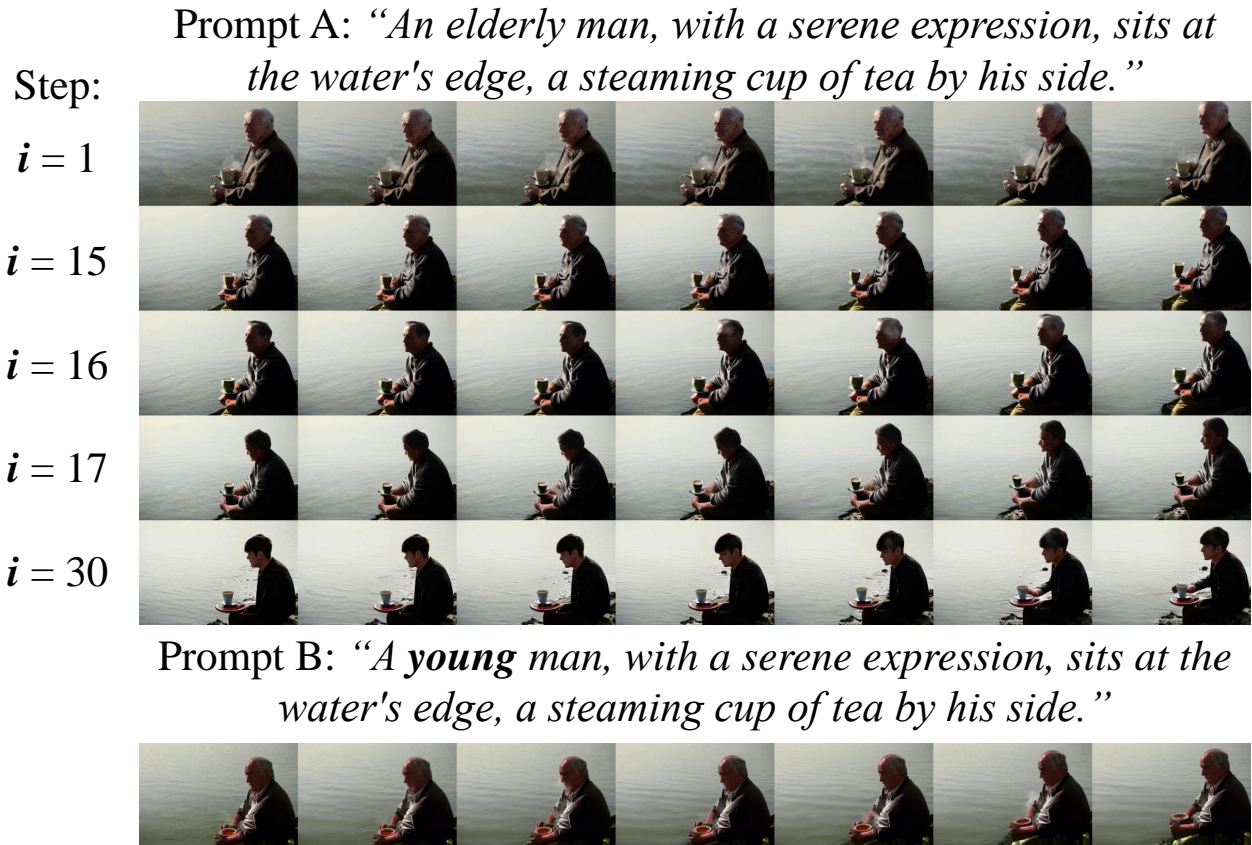 Prompt A: “An elderly man, with a serene expression, sits at
the water's edge, a steaming cup of tea by his side.”
Step:
i = 1
i = 15
i = 16
i = 17
i = 30
Prompt B: “A young man, with a serene expression, sits at the
water's edge, a steaming cup of tea by his side.”